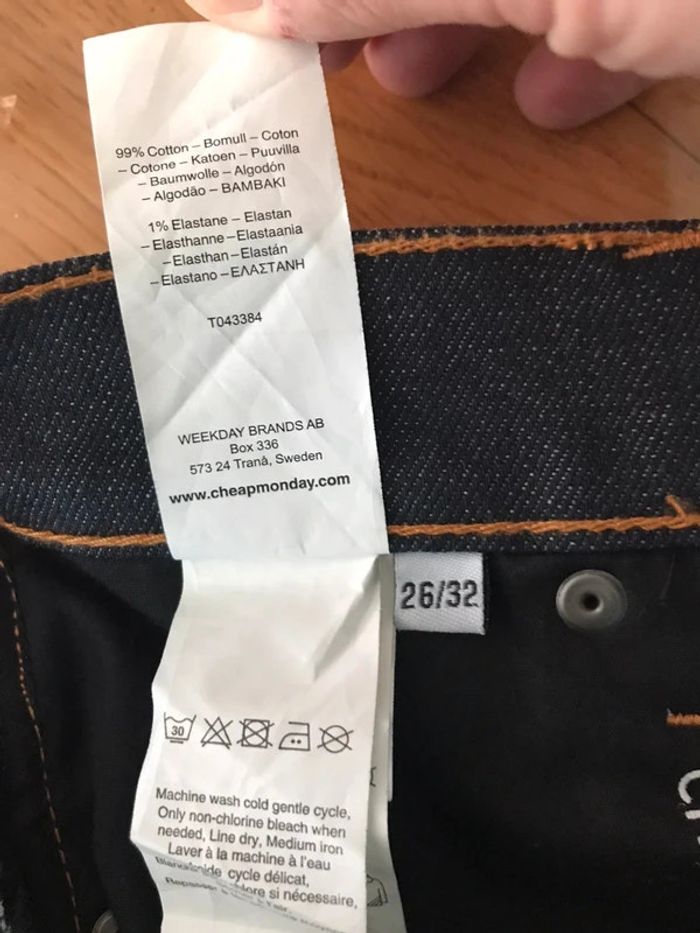 99% Cotton – Bomull – Coton
– Cotone – Katoen – Puuvilla
– Baumwolle – Algodón
– Algodão – BAMBAKI
1% Elastane – Elastan
– Elasthanne – Elastaania
– Elasthan – Elastán
– Elastano – ΕΛΑΣΤΑΝΗ
T043384
WEEKDAY BRANDS AB
Box 336
573 24 Tranå, Sweden
www.cheapmonday.com
26/32
30
Machine wash cold gentle cycle,
Only non-chlorine bleach when
needed, Line dry, Medium iron
Laver à la machine à l'eau
cycle délicat,
si nécessaire,